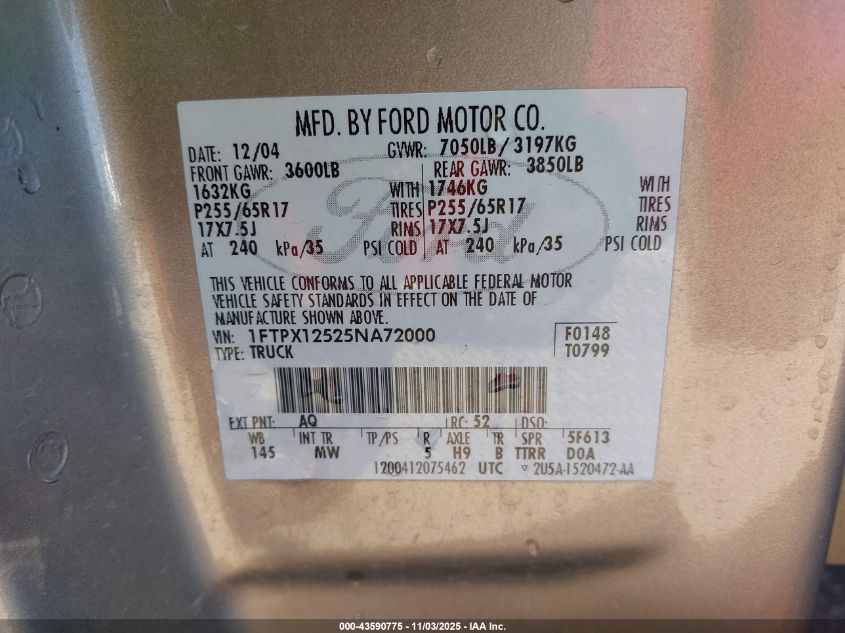 MFD. BY FORD MOTOR CO.
DATE: 12/04 GVWR: 7050LB/3197KG
FRONT GAWR: 3600LB REAR GAWR: 3850LB
1632KG WITH 1746KG WITH
P255/65R17 TIRES P255/65R17 TIRES
17X7.5J RIMS 17X7.5J RIMS
AT 240 kPa/35 PSI COLD AT 240 kPa/35 PSI COLD
THIS VEHICLE CONFORMS TO ALL APPLICABLE FEDERAL MOTOR
VEHICLE SAFETY STANDARDS IN EFFECT ON THE DATE OF
MANUFACTURE SHOWN ABOVE.
VIN: 1FTPX12525NA72000 F0148
TYPE: TRUCK T0799
EXT PNT: AQ RC: 52 DSO:
WB INT TR TP/PS R AXLE TR SPR 5F613
145 MW 5 H9 B TTRR DOA
1200412075462 UTC ▽ 2U5A-1520472-AA
Ford
000-43590775 - 11/03/2025 - IAA Inc.